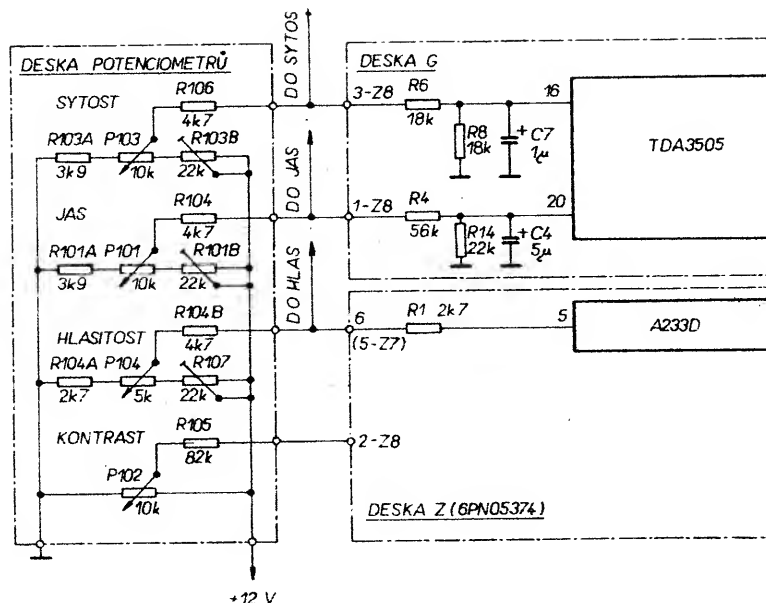 DESKA POTENCIOMETRŮ
SYTOST
R106
4k7
R103A P103 R103B
3k9 10k 22k
JAS
R104
4k7
R101A P101 R101B
3k9 10k 22k
HLASITOST
R104B
4k7
R104A P104 R107
2k7 5k 22k
KONTRAST
R105
82k
P102
10k
+12 V
DO SYTOS
DO JAS
DO HLAS
DESKA G
3-Z8 R6 16
18k
R8
18k
+ C7
1µ
TDA3505
1-Z8 R4 20
56k
R14
22k
+ C4
5µ
6 R1 2k7 5
(5-Z7)
A233D
2-Z8
DESKA Z (6PN05374)